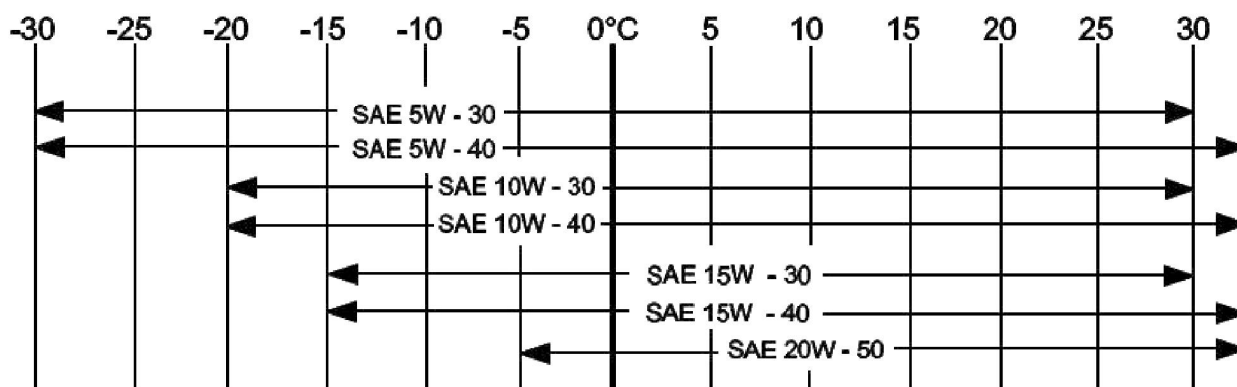 -30 -25 -20 -15 -10 -5 0°C 5 10 15 20 25 30
SAE 5W - 30
SAE 5W - 40
SAE 10W - 30
SAE 10W - 40
SAE 15W - 30
SAE 15W - 40
SAE 20W - 50